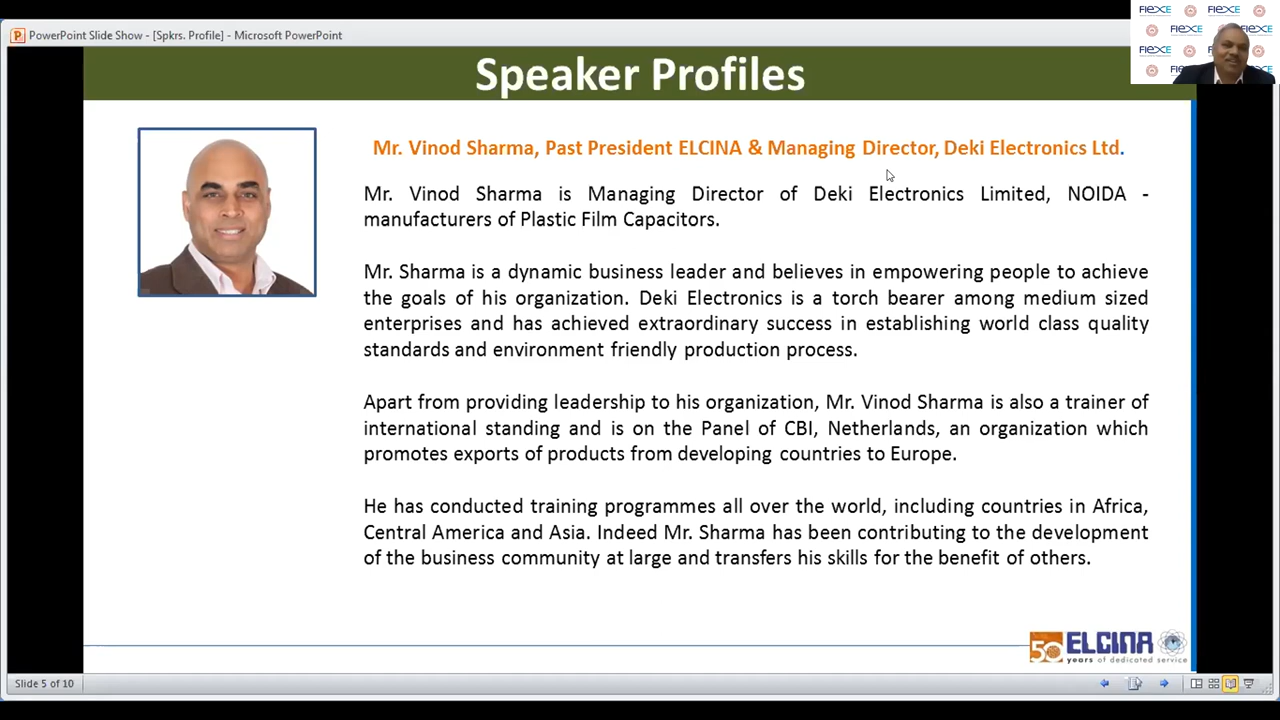 PowerPoint Slide Show - [Spkrs. Profile] - Microsoft PowerPoint
FIEXE FIEXE
FIEXE
FIEXE
Speaker Profiles
Mr. Vinod Sharma, Past President ELCINA & Managing Director, Deki Electronics Ltd.
Mr. Vinod Sharma is Managing Director of Deki Electronics Limited, NOIDA -
manufacturers of Plastic Film Capacitors.
Mr. Sharma is a dynamic business leader and believes in empowering people to achieve
the goals of his organization. Deki Electronics is a torch bearer among medium sized
enterprises and has achieved extraordinary success in establishing world class quality
standards and environment friendly production process.
Apart from providing leadership to his organization, Mr. Vinod Sharma is also a trainer of
international standing and is on the Panel of CBI, Netherlands, an organization which
promotes exports of products from developing countries to Europe.
He has conducted training programmes all over the world, including countries in Africa,
Central America and Asia. Indeed Mr. Sharma has been contributing to the development
of the business community at large and transfers his skills for the benefit of others.
50 ELCINA
years of dedicated service
Slide 5 of 10